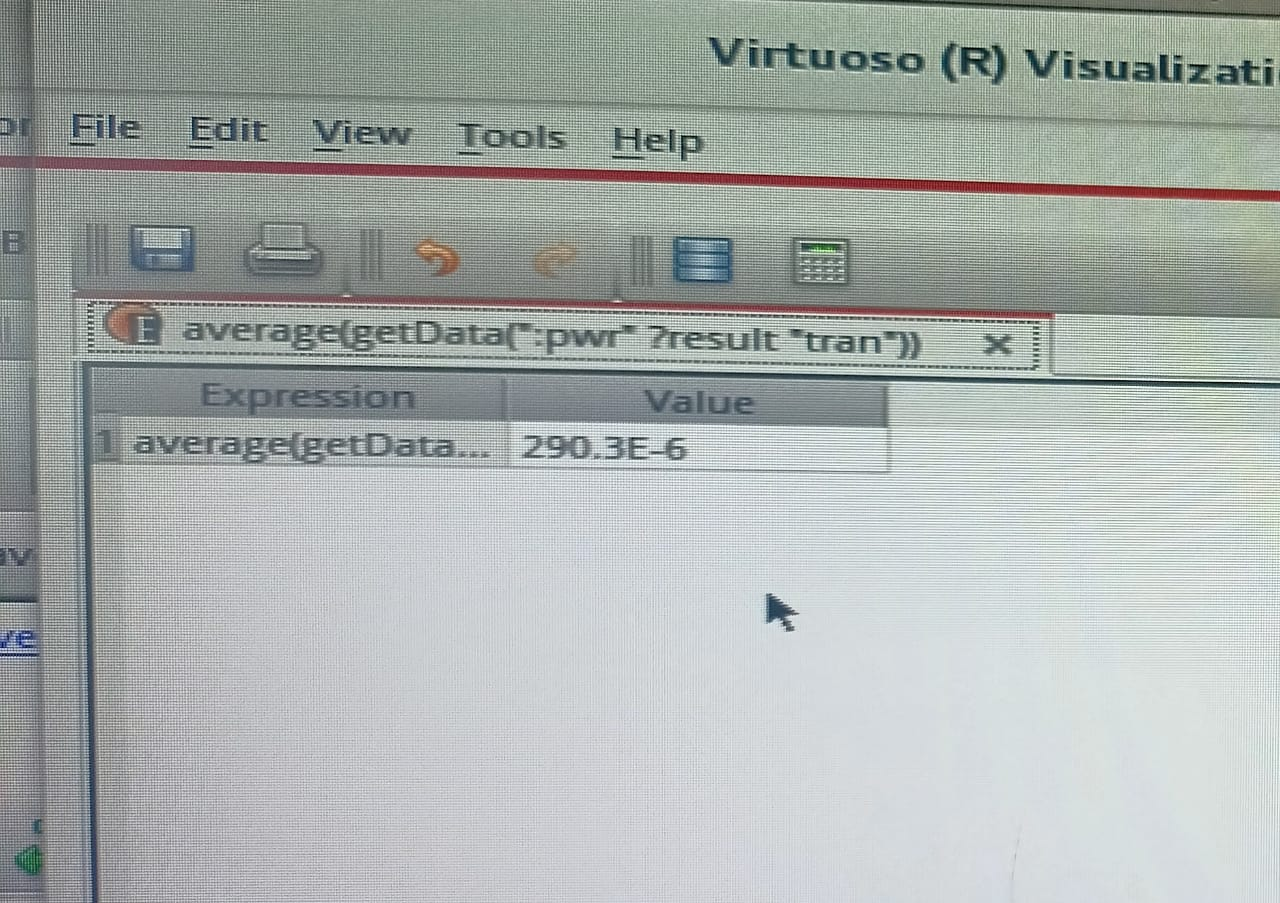 Virtuoso (R) Visualizati
File Edit View Tools Help
average(getData(":pwr" ?result "tran"))
Expression Value
1 average(getData... 290.3E-6